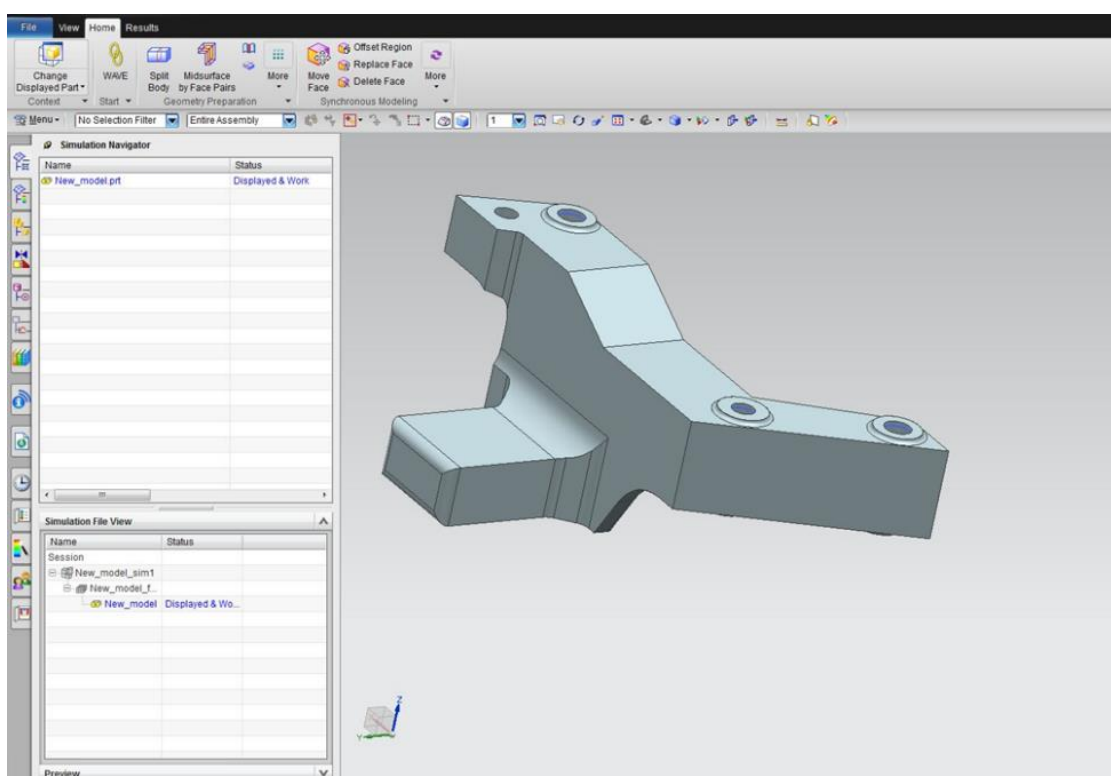 File View Home Results
Change Displayed Part
WAVE
Split Body
Midsurface by Face Pairs
More
Move Face
Offset Region
Replace Face
Delete Face
More
Context Start Geometry Preparation Synchronous Modeling
Menu No Selection Filter Entire Assembly 1
Simulation Navigator
Name Status
New_model.prt Displayed & Work
Simulation File View
Name Status
Session
New_model_sim1
New_model_f...
New_model Displayed & Wo...
Preview
Z
Y